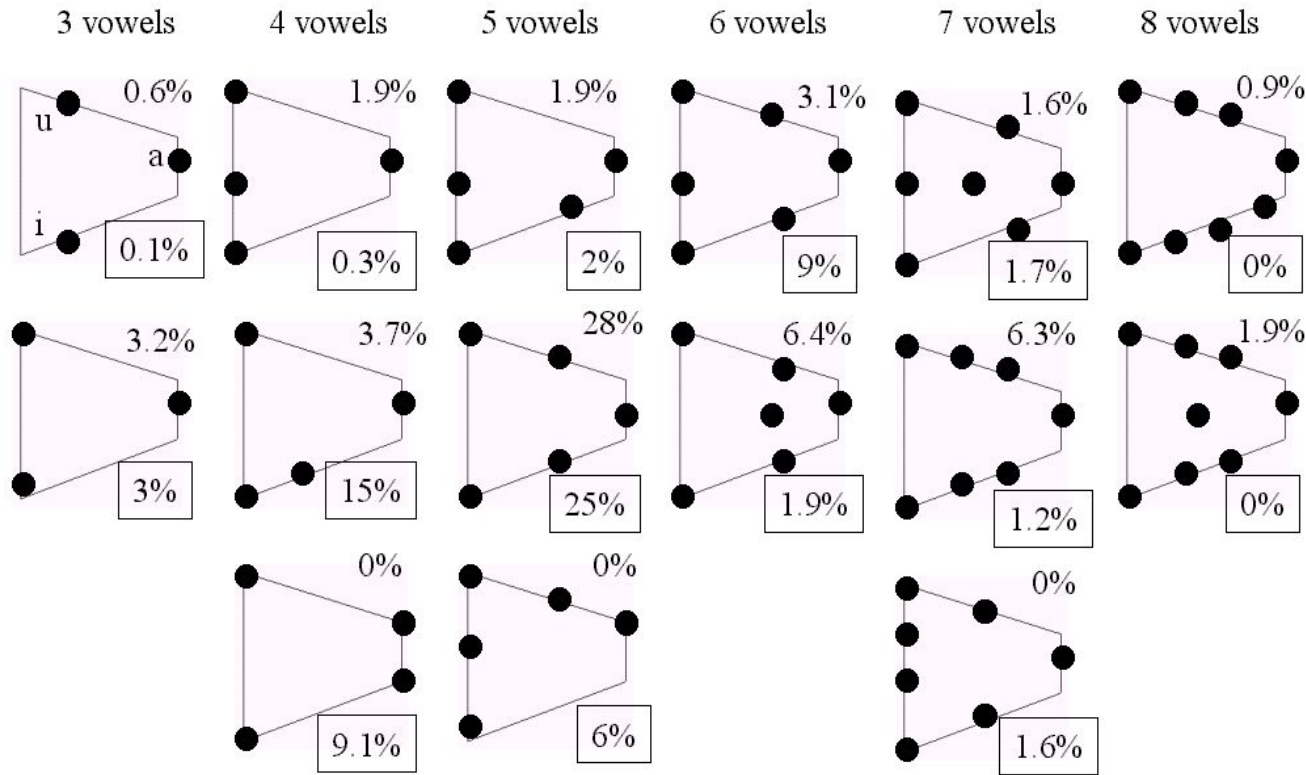 3 vowels 4 vowels 5 vowels 6 vowels 7 vowels 8 vowels
0.6% 1.9% 1.9% 3.1% 1.6% 0.9%
u
a
i
0.1% 0.3% 2% 9% 1.7% 0%
3.2% 3.7% 28% 6.4% 6.3% 1.9%
3% 15% 25% 1.9% 1.2% 0%
0% 0% 0%
9.1% 6% 1.6%